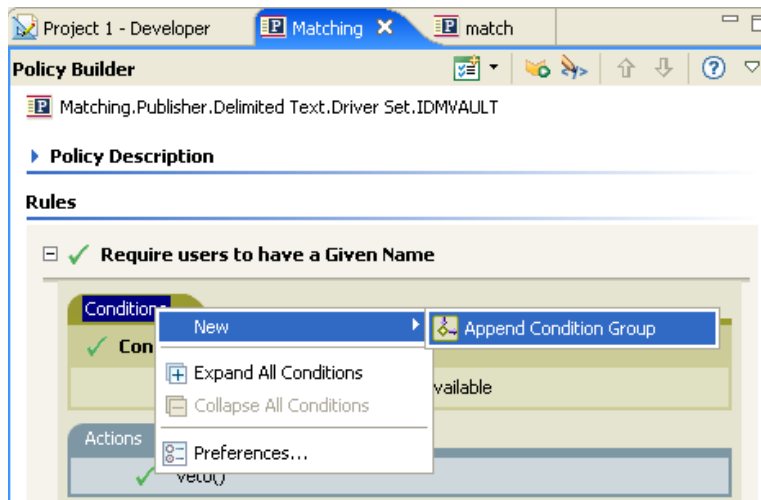 Project 1 - Developer Matching match
Policy Builder
Matching.Publisher.Delimited Text.Driver Set.IDMVAULT
Policy Description
Rules
Require users to have a Given Name
Conditions
New Append Condition Group
Con
Expand All Conditions
vailable
Collapse All Conditions
Actions
Preferences...
veto()